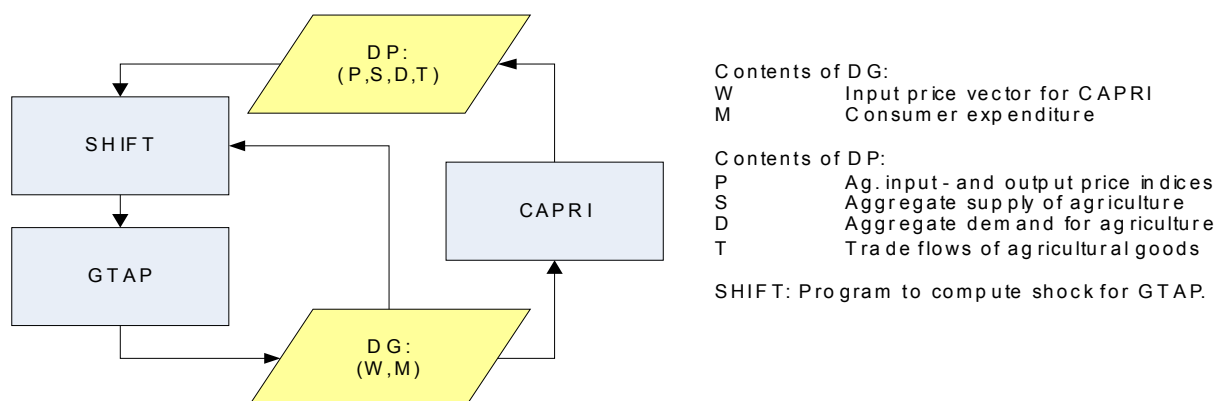 DP:
(P,S,D,T)
SHIFT
GTAP
CAPRI
DG:
(W,M)
Contents of DG:
W Input price vector for CAPRI
M Consumer expenditure
Contents of DP:
P Ag. input- and output price indices
S Aggregate supply of agriculture
D Aggregate demand for agriculture
T Trade flows of agricultural goods
SHIFT: Program to compute shock for GTAP.